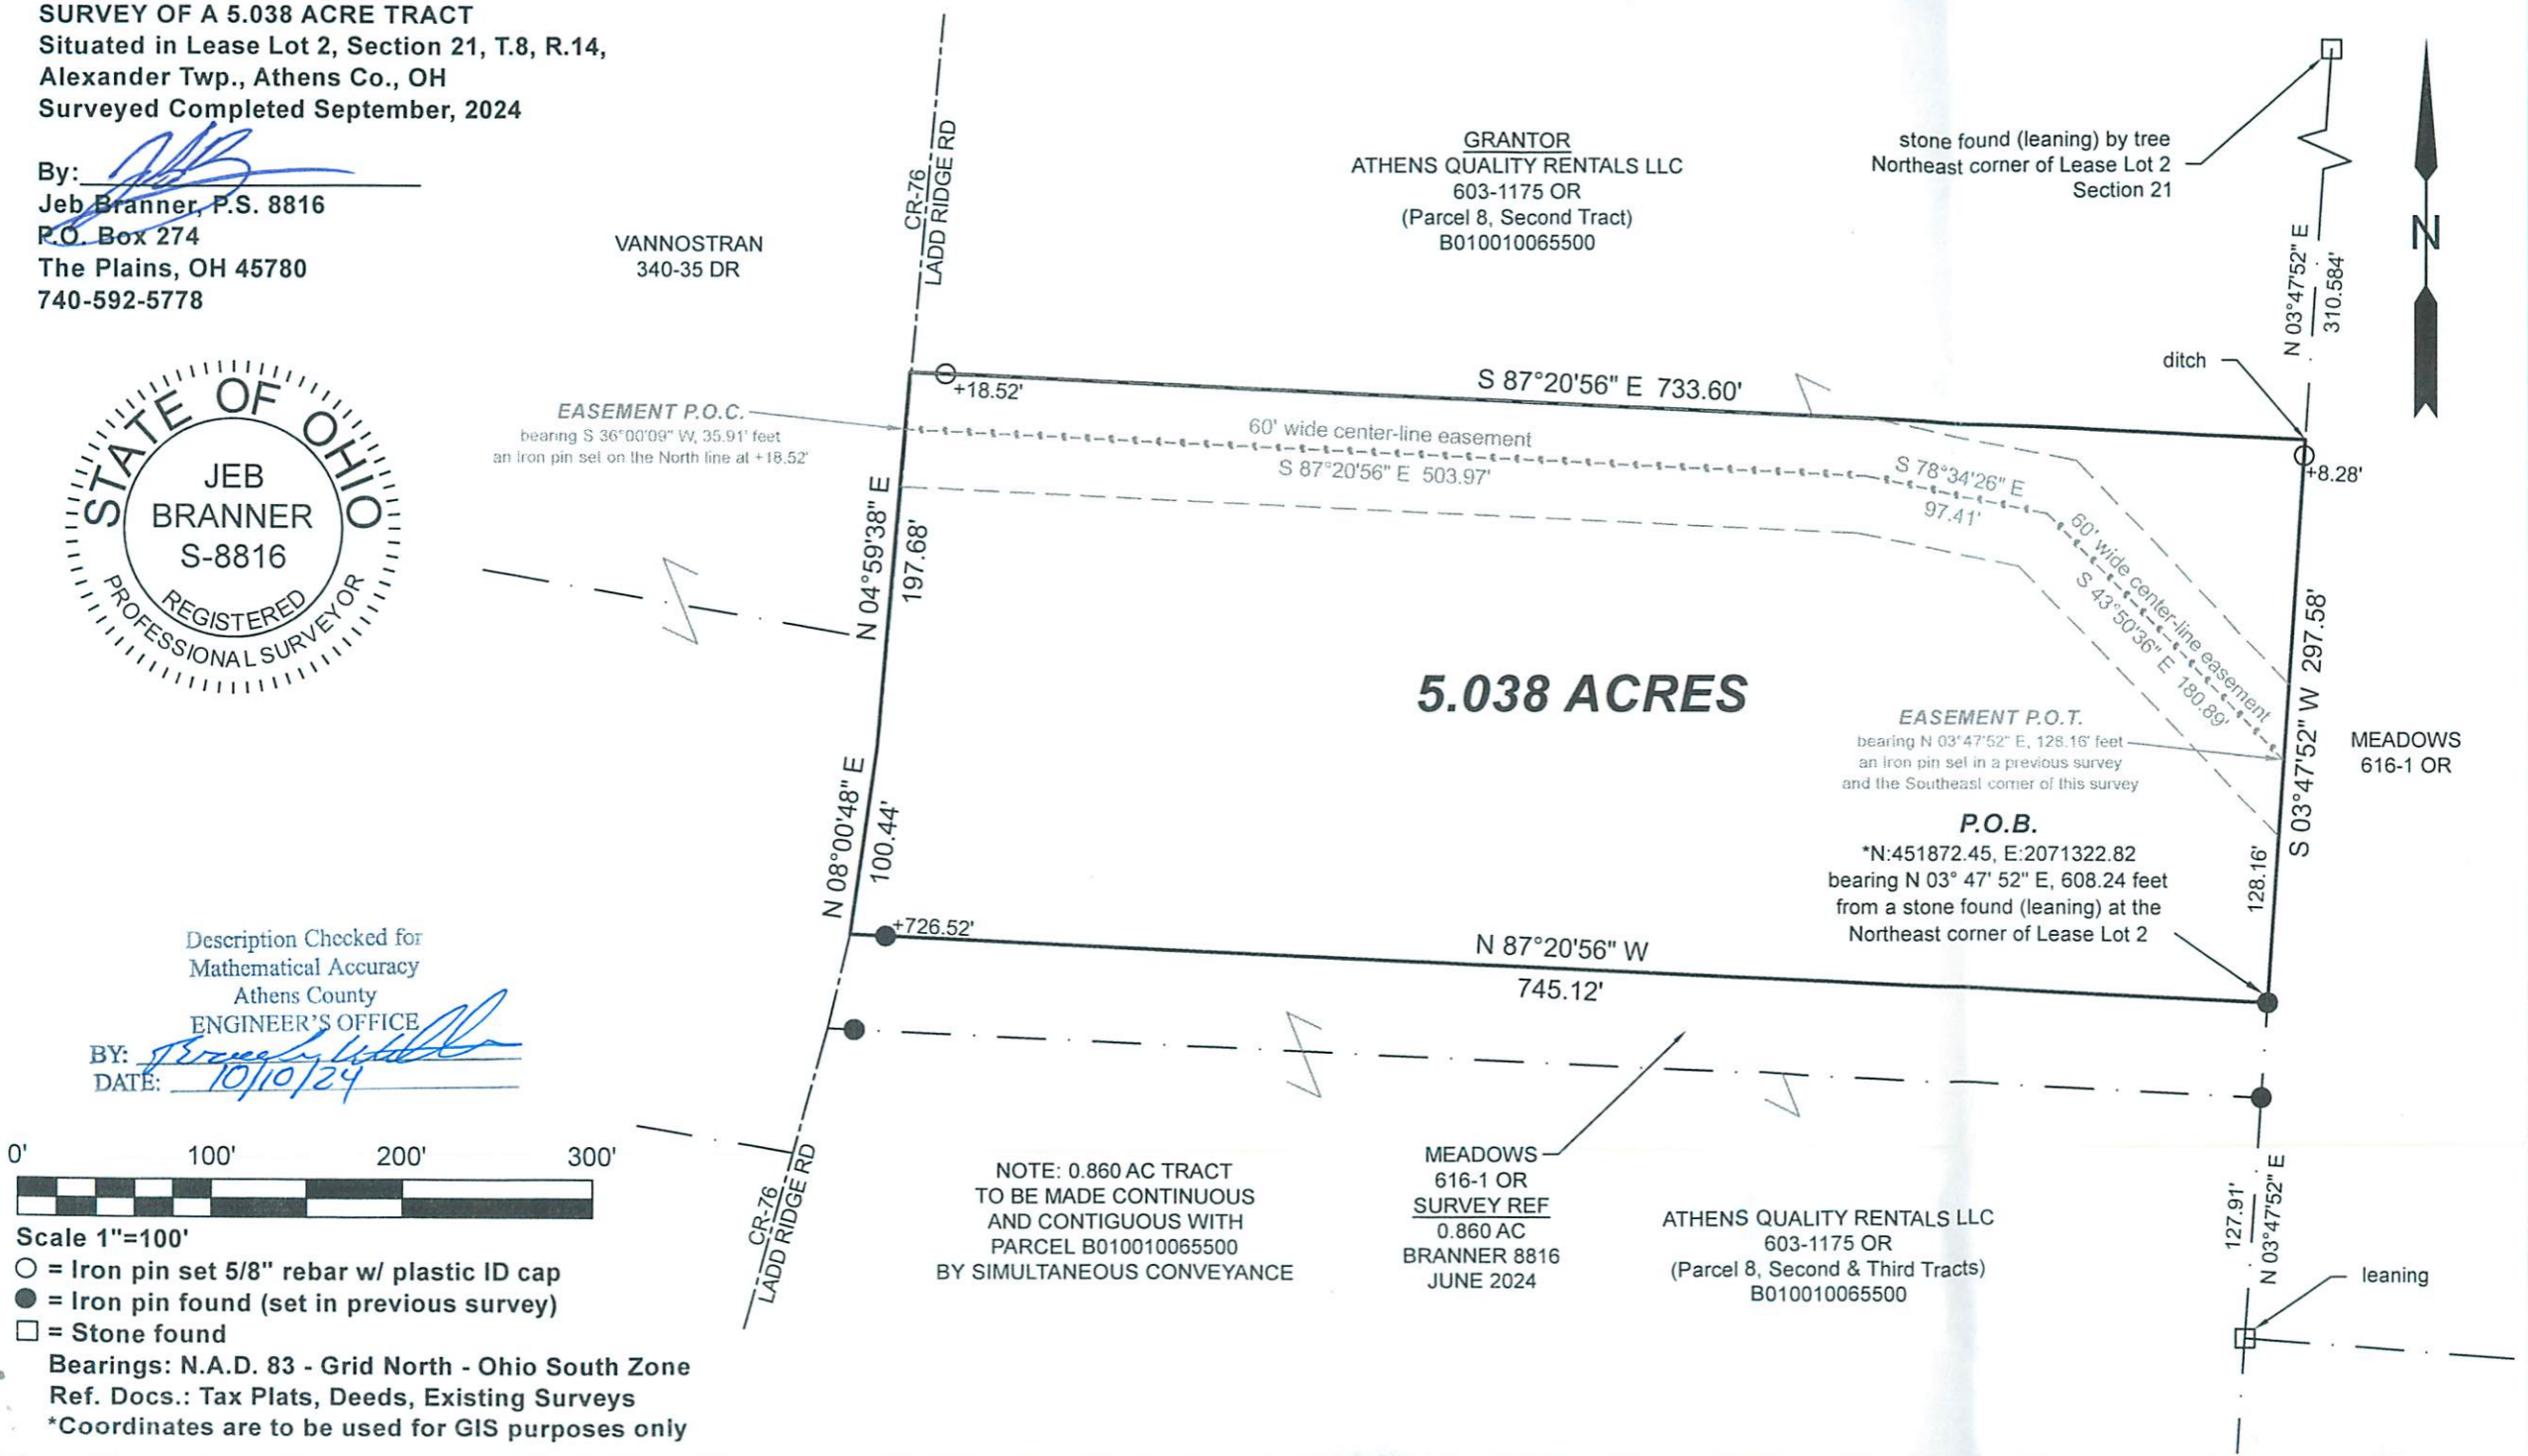 SURVEY OF A 5.038 ACRE TRACT
Situated in Lease Lot 2, Section 21, T.8, R.14,
Alexander Twp., Athens Co., OH
Surveyed Completed September, 2024
By:
Jeb Branner, P.S. 8816
P.O. Box 274
The Plains, OH 45780
740-592-5778
STATE OF OHIO
JEB
BRANNER
S-8816
REGISTERED
PROFESSIONAL SURVEYOR
VANNOSTRAN
340-35 DR
CR-76
LADD RIDGE RD
GRANTOR
ATHENS QUALITY RENTALS LLC
603-1175 OR
(Parcel 8, Second Tract)
B010010065500
stone found (leaning) by tree
Northeast corner of Lease Lot 2
Section 21
N
N 03°47'52" E
310.584'
ditch
+18.52'
S 87°20'56" E 733.60'
+8.28'
EASEMENT P.O.C.
bearing S 36°00'09" W, 35.91' feet
an iron pin set on the North line at +18.52'
60' wide center-line easement
S 87°20'56" E 503.97'
S 78°34'26" E
97.41'
60' wide center-line easement
S 43°50'36" E 180.89'
N 04°59'38" E
197.68'
S 03°47'52" W 297.58'
5.038 ACRES
EASEMENT P.O.T.
bearing N 03°47'52" E, 128.16' feet
an iron pin set in a previous survey
and the Southeast corner of this survey
MEADOWS
616-1 OR
P.O.B.
*N:451872.45, E:2071322.82
bearing N 03° 47' 52" E, 608.24 feet
from a stone found (leaning) at the
Northeast corner of Lease Lot 2
128.16'
N 08°00'48" E
100.44'
+726.52'
N 87°20'56" W
745.12'
Description Checked for
Mathematical Accuracy
Athens County
ENGINEER'S OFFICE
BY:
DATE: 10/10/24
0' 100' 200' 300'
Scale 1"=100'
= Iron pin set 5/8" rebar w/ plastic ID cap
= Iron pin found (set in previous survey)
= Stone found
Bearings: N.A.D. 83 - Grid North - Ohio South Zone
Ref. Docs.: Tax Plats, Deeds, Existing Surveys
*Coordinates are to be used for GIS purposes only
CR-76
LADD RIDGE RD
NOTE: 0.860 AC TRACT
TO BE MADE CONTINUOUS
AND CONTIGUOUS WITH
PARCEL B010010065500
BY SIMULTANEOUS CONVEYANCE
MEADOWS
616-1 OR
SURVEY REF
0.860 AC
BRANNER 8816
JUNE 2024
ATHENS QUALITY RENTALS LLC
603-1175 OR
(Parcel 8, Second & Third Tracts)
B010010065500
127.91'
N 03°47'52" E
leaning